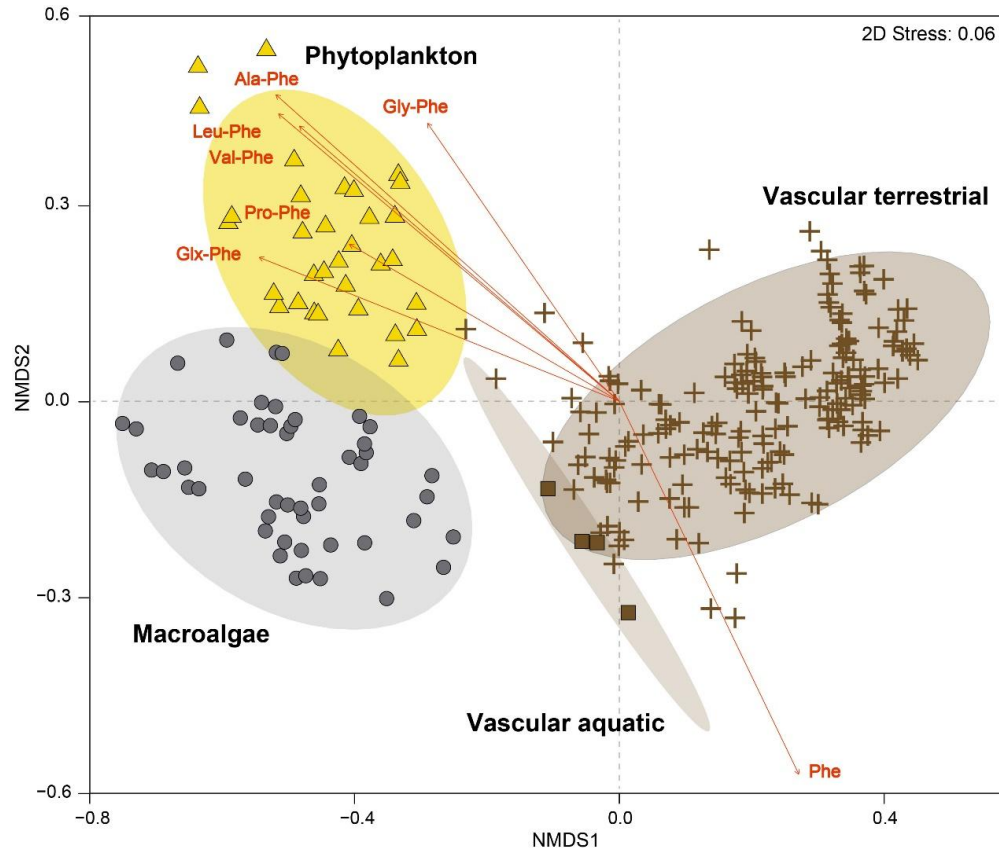 0.6
2D Stress: 0.06
Phytoplankton
Ala-Phe
Gly-Phe
Leu-Phe
Val-Phe
Vascular terrestrial
0.3
Pro-Phe
Glx-Phe
NMDS2
0.0
−0.3
Macroalgae
Vascular aquatic
Phe
−0.6
−0.8
−0.4
0.0
0.4
NMDS1